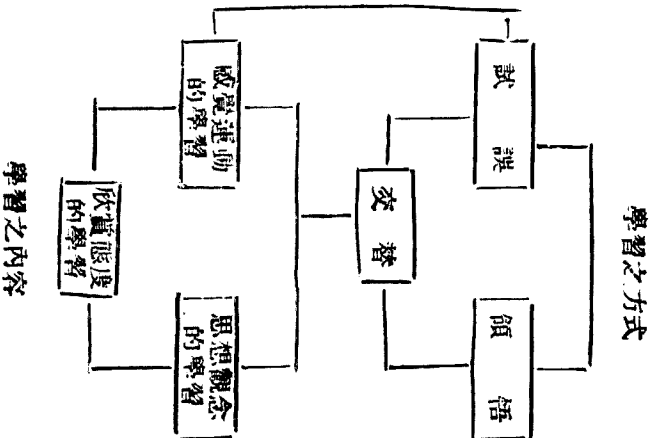 學習之方式
試誤
領悟
交替
感覺運動
的學習
思想觀念
的學習
欣賞態度
的學習
學習之內容